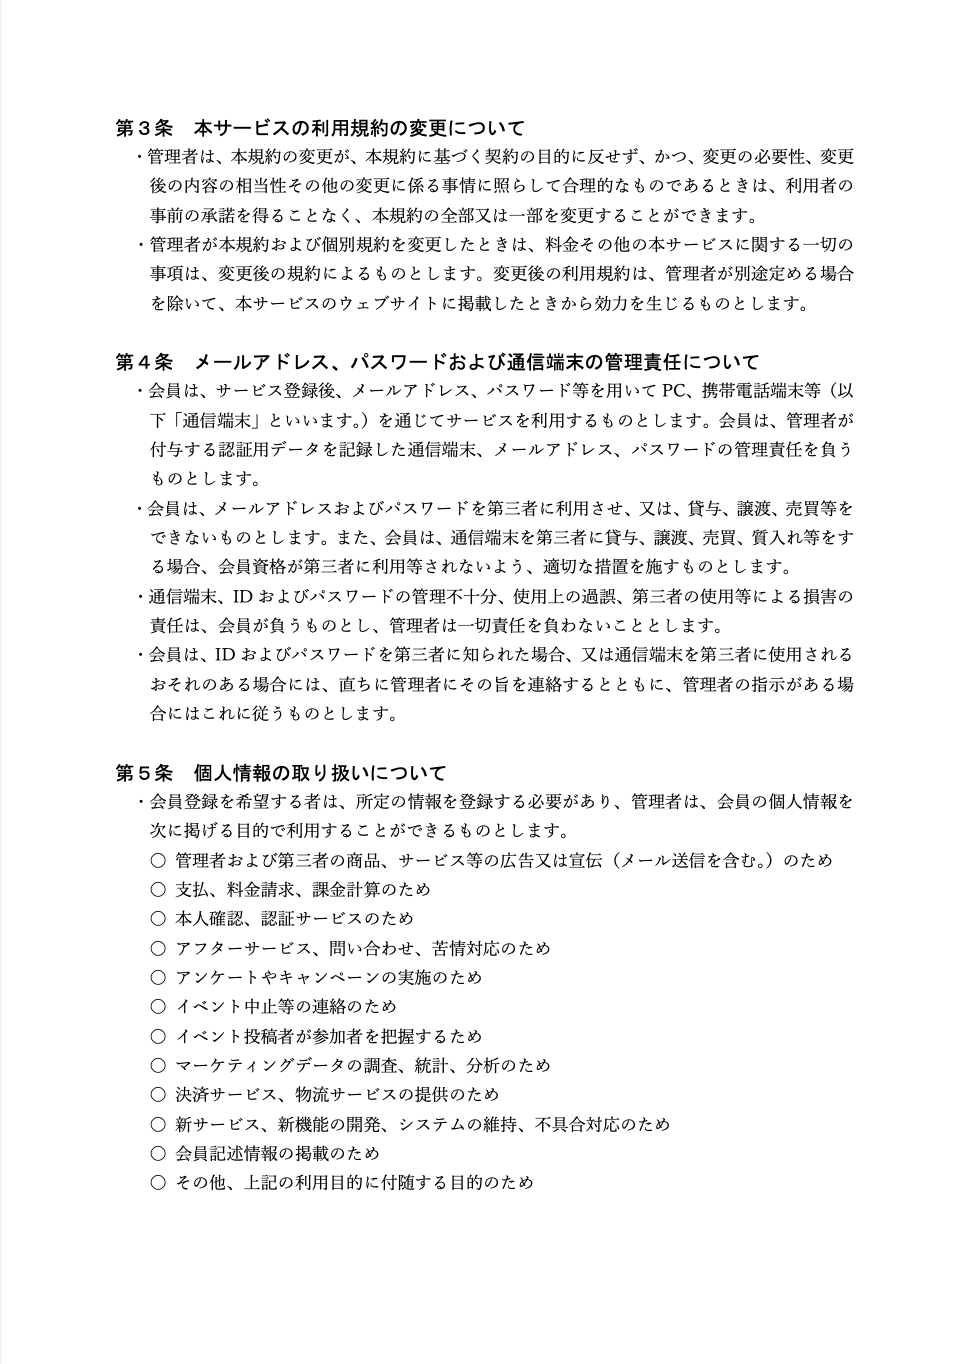 第３条　本サービスの利用規約の変更について
・管理者は、本規約の変更が、本規約に基づく契約の目的に反せず、かつ、変更の必要性、変更
後の内容の相当性その他の変更に係る事情に照らして合理的なものであるときは、利用者の
事前の承諾を得ることなく、本規約の全部又は一部を変更することができます。
・管理者が本規約および個別規約を変更したときは、料金その他の本サービスに関する一切の
事項は、変更後の規約によるものとします。変更後の利用規約は、管理者が別途定める場合
を除いて、本サービスのウェブサイトに掲載したときから効力を生じるものとします。
第４条　メールアドレス、パスワードおよび通信端末の管理責任について
・会員は、サービス登録後、メールアドレス、パスワード等を用いて PC、携帯電話端末等（以
下「通信端末」といいます。）を通じてサービスを利用するものとします。会員は、管理者が
付与する認証用データを記録した通信端末、メールアドレス、パスワードの管理責任を負う
ものとします。
・会員は、メールアドレスおよびパスワードを第三者に利用させ、又は、貸与、譲渡、売買等を
できないものとします。また、会員は、通信端末を第三者に貸与、譲渡、売買、質入れ等をす
る場合、会員資格が第三者に利用等されないよう、適切な措置を施すものとします。
・通信端末、ID およびパスワードの管理不十分、使用上の過誤、第三者の使用等による損害の
責任は、会員が負うものとし、管理者は一切責任を負わないこととします。
・会員は、ID およびパスワードを第三者に知られた場合、又は通信端末を第三者に使用される
おそれのある場合には、直ちに管理者にその旨を連絡するとともに、管理者の指示がある場
合にはこれに従うものとします。
第５条　個人情報の取り扱いについて
・会員登録を希望する者は、所定の情報を登録する必要があり、管理者は、会員の個人情報を
次に掲げる目的で利用することができるものとします。
○ 管理者および第三者の商品、サービス等の広告又は宣伝（メール送信を含む。）のため
○ 支払、料金請求、課金計算のため
○ 本人確認、認証サービスのため
○ アフターサービス、問い合わせ、苦情対応のため
○ アンケートやキャンペーンの実施のため
○ イベント中止等の連絡のため
○ イベント投稿者が参加者を把握するため
○ マーケティングデータの調査、統計、分析のため
○ 決済サービス、物流サービスの提供のため
○ 新サービス、新機能の開発、システムの維持、不具合対応のため
○ 会員記述情報の掲載のため
○ その他、上記の利用目的に付随する目的のため